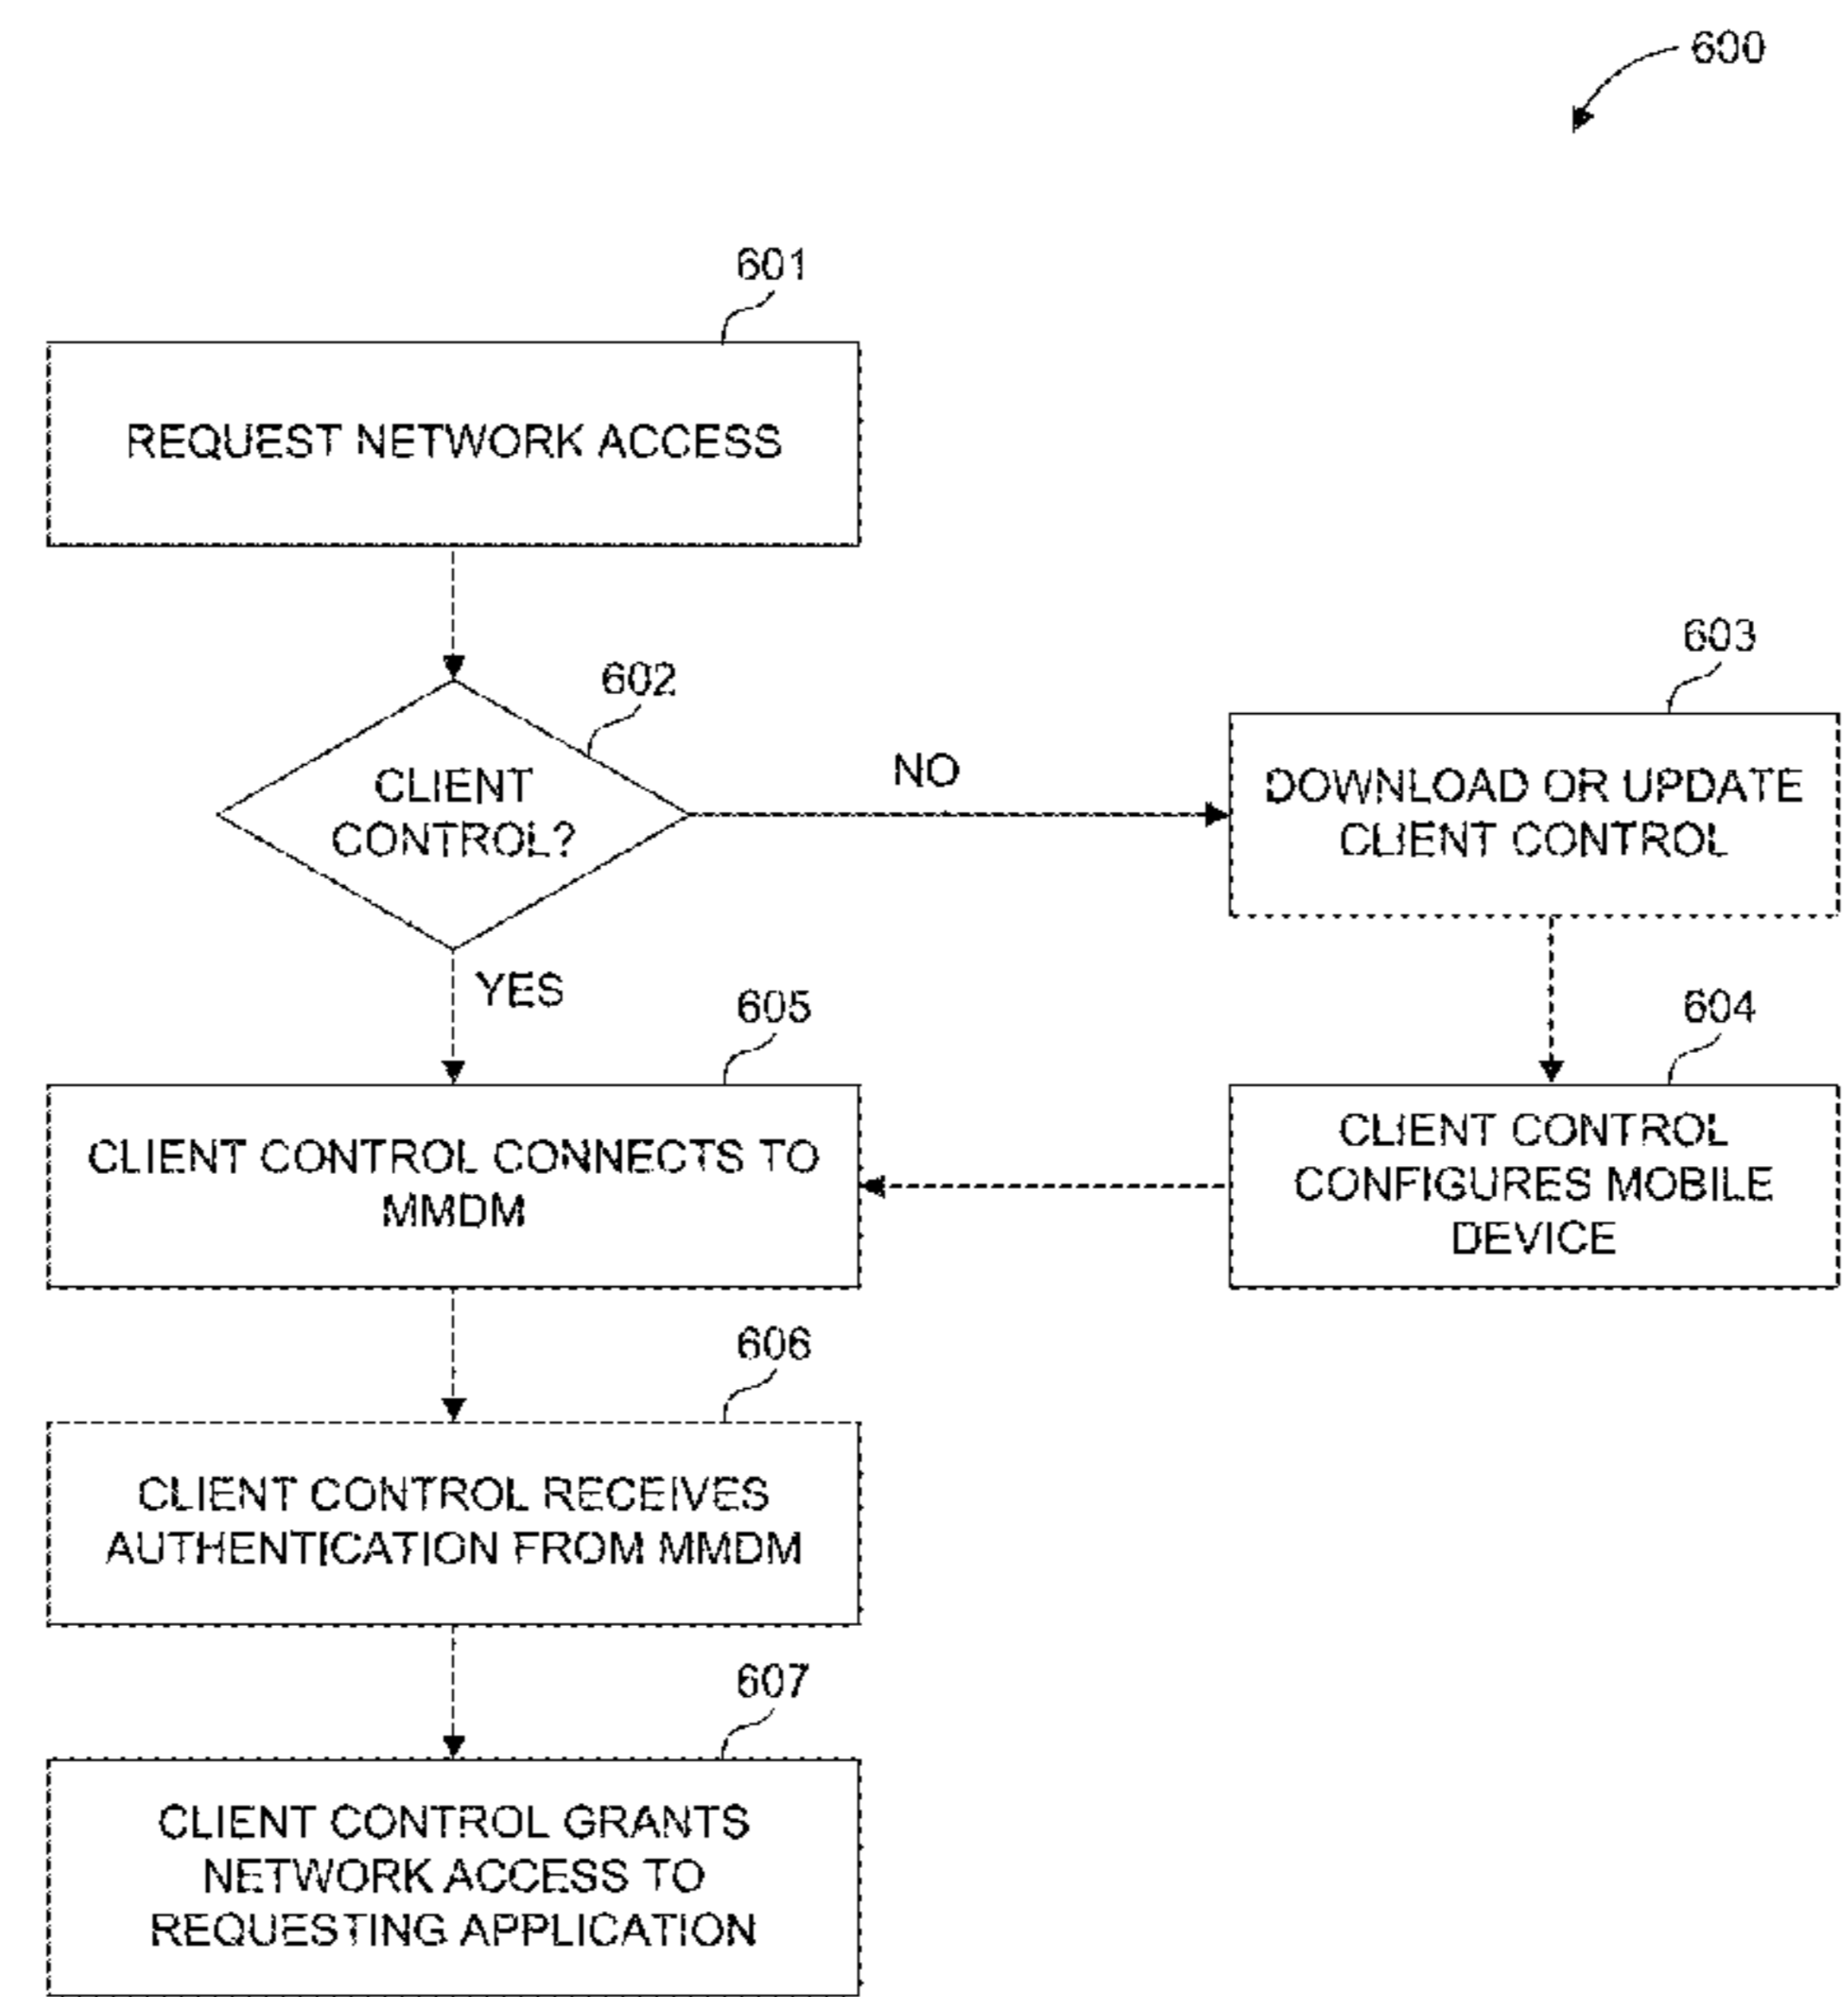 600
601
REQUEST NETWORK ACCESS
602
CLIENT
CONTROL?
NO
603
DOWNLOAD OR UPDATE
CLIENT CONTROL
YES
605
CLIENT CONTROL CONNECTS TO
MMDM
604
CLIENT CONTROL
CONFIGURES MOBILE
DEVICE
606
CLIENT CONTROL RECEIVES
AUTHENTICATION FROM MMDM
607
CLIENT CONTROL GRANTS
NETWORK ACCESS TO
REQUESTING APPLICATION